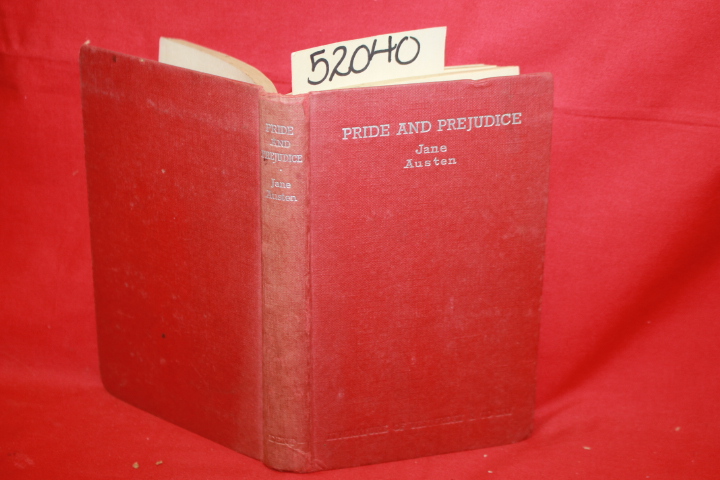 52040
PRIDE AND PREJUDICE
Jane
Austen
PRIDE
AND
PREJUDICE
Jane
Austen